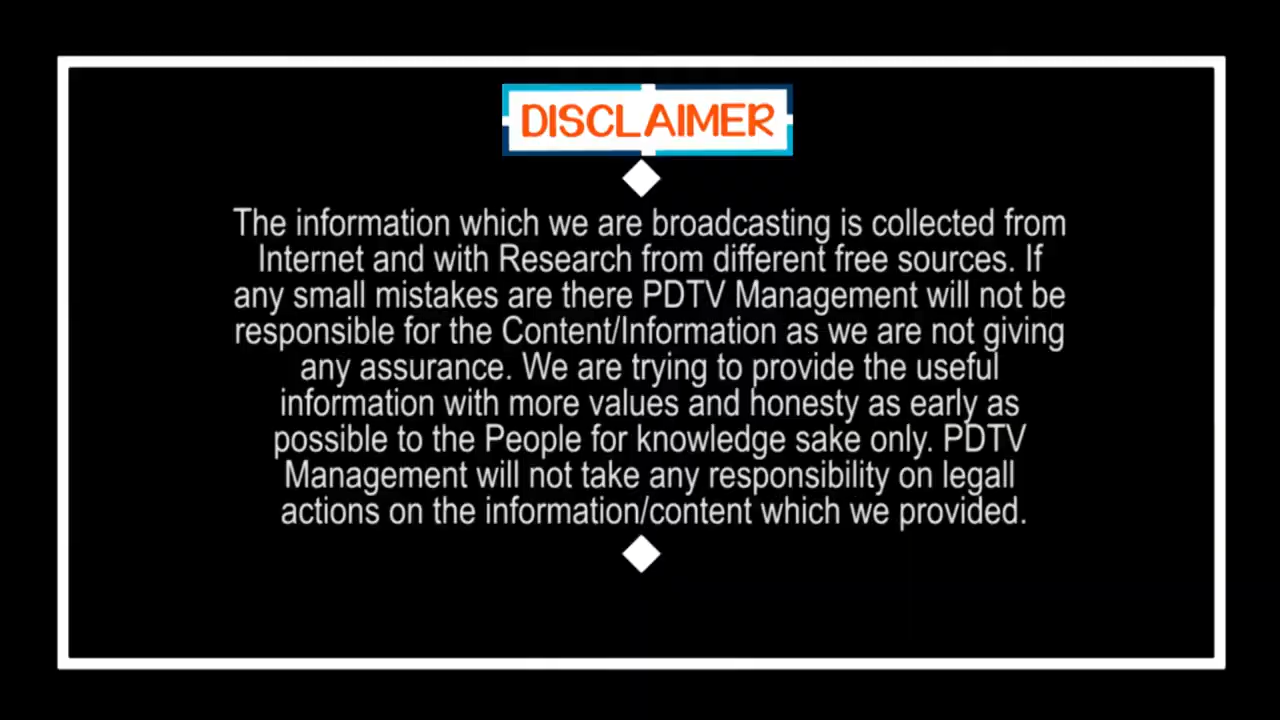 DISCLAIMER
The information which we are broadcasting is collected from
Internet and with Research from different free sources. If
any small mistakes are there PDTV Management will not be
responsible for the Content/Information as we are not giving
any assurance. We are trying to provide the useful
information with more values and honesty as early as
possible to the People for knowledge sake only. PDTV
Management will not take any responsibility on legall
actions on the information/content which we provided.